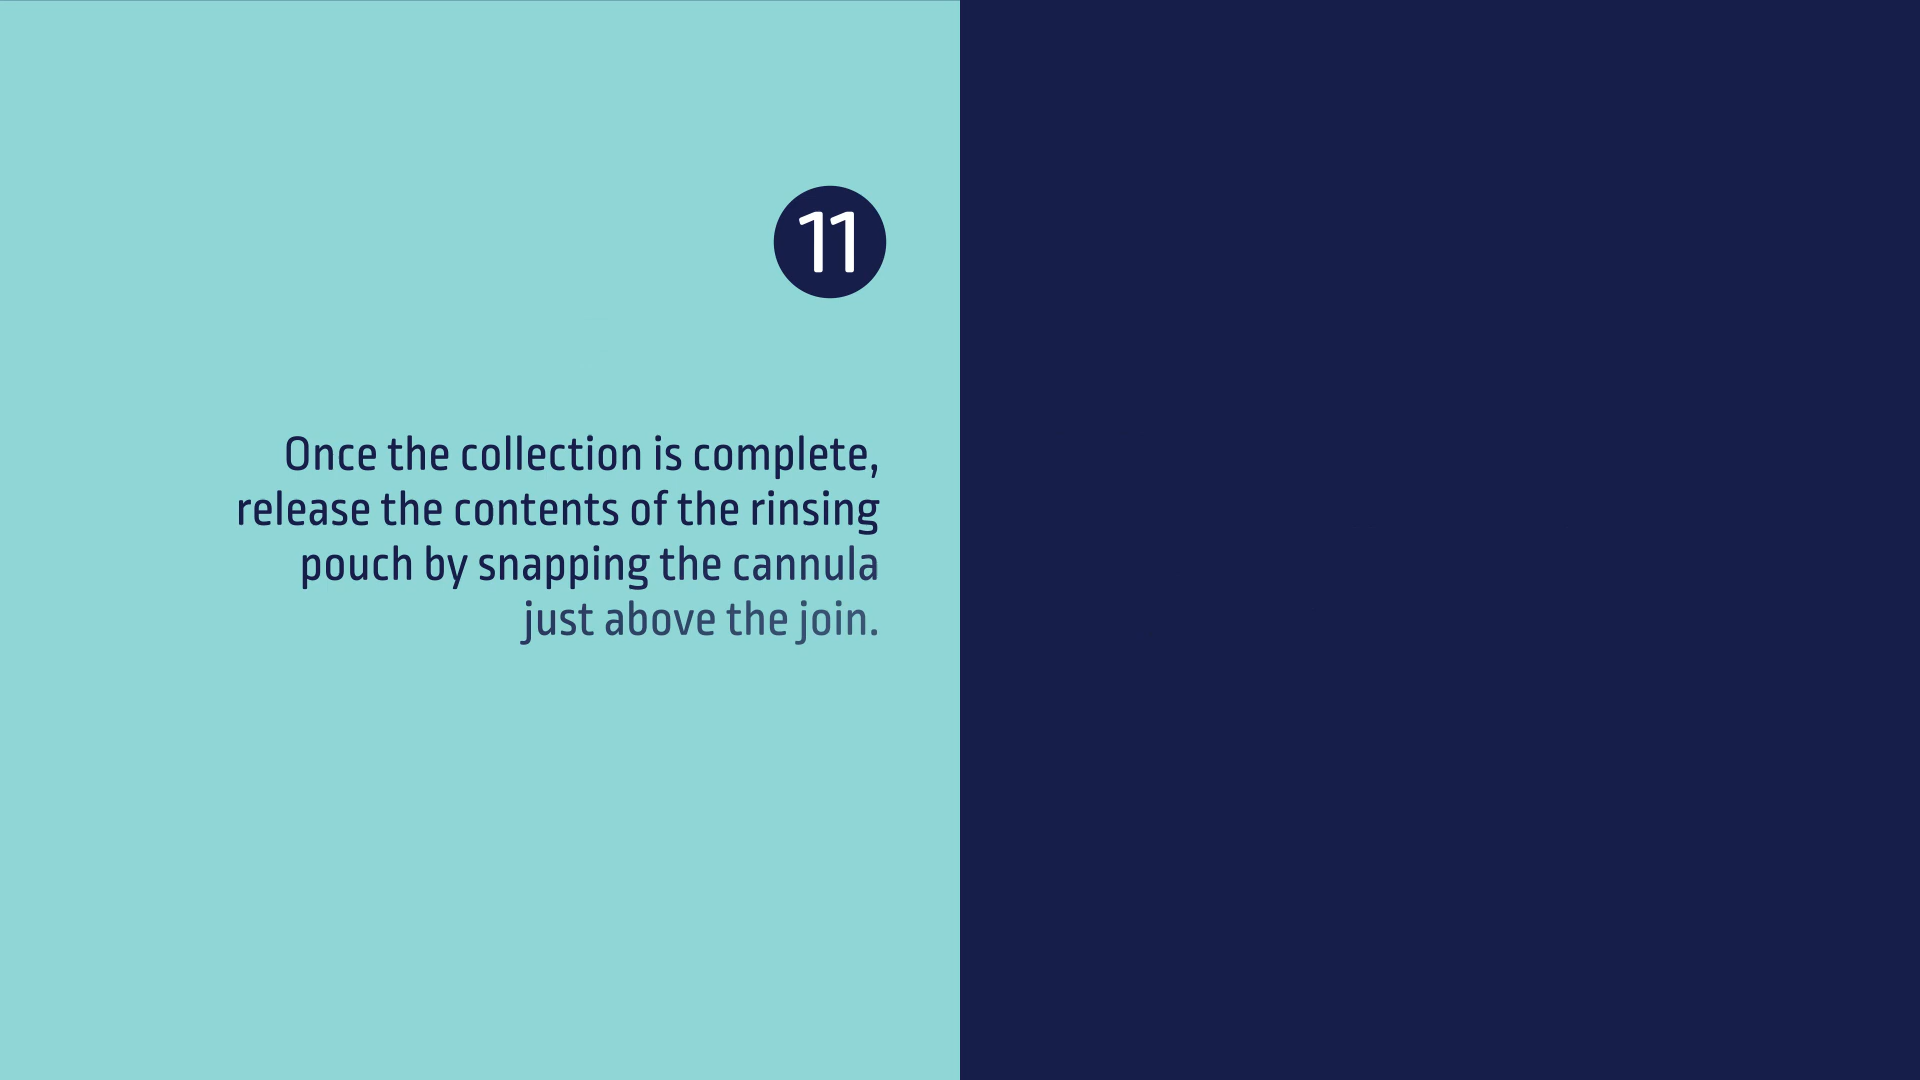 11
Once the collection is complete,
release the contents of the rinsing
pouch by snapping the cannula
just above the join.